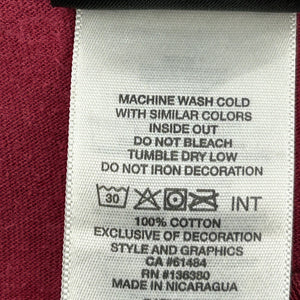 MACHINE WASH COLD
WITH SIMILAR COLORS
INSIDE OUT
DO NOT BLEACH
TUMBLE DRY LOW
DO NOT IRON DECORATION
30 INT
100% COTTON
EXCLUSIVE OF DECORATION
STYLE AND GRAPHICS
CA #61484
RN #136380
MADE IN NICARAGUA